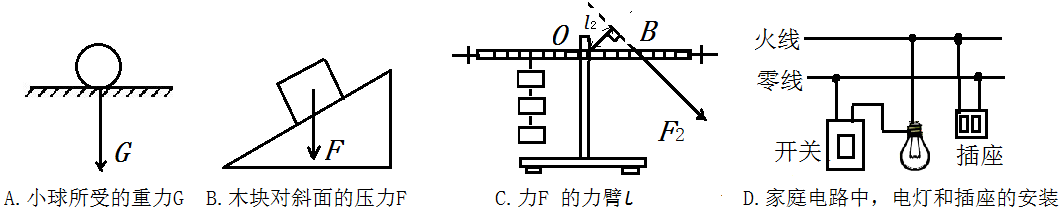 G
F
O
l2
B
F2
火线
零线
开关
插座
A.小球所受的重力G
B.木块对斜面的压力F
C.力F 的力臂l
D.家庭电路中，电灯和插座的安装